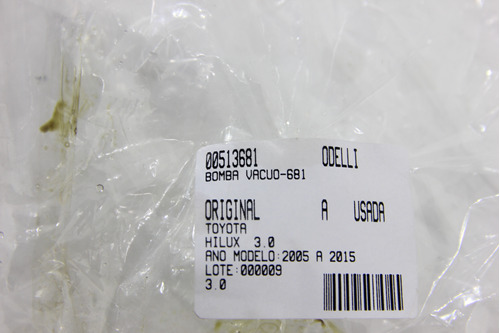 00513681 ODELLI
BOMBA VACUO-681
ORIGINAL A USADA
TOYOTA
HILUX 3.0
ANO MODELO:2005 A 2015
LOTE:000009
3.0